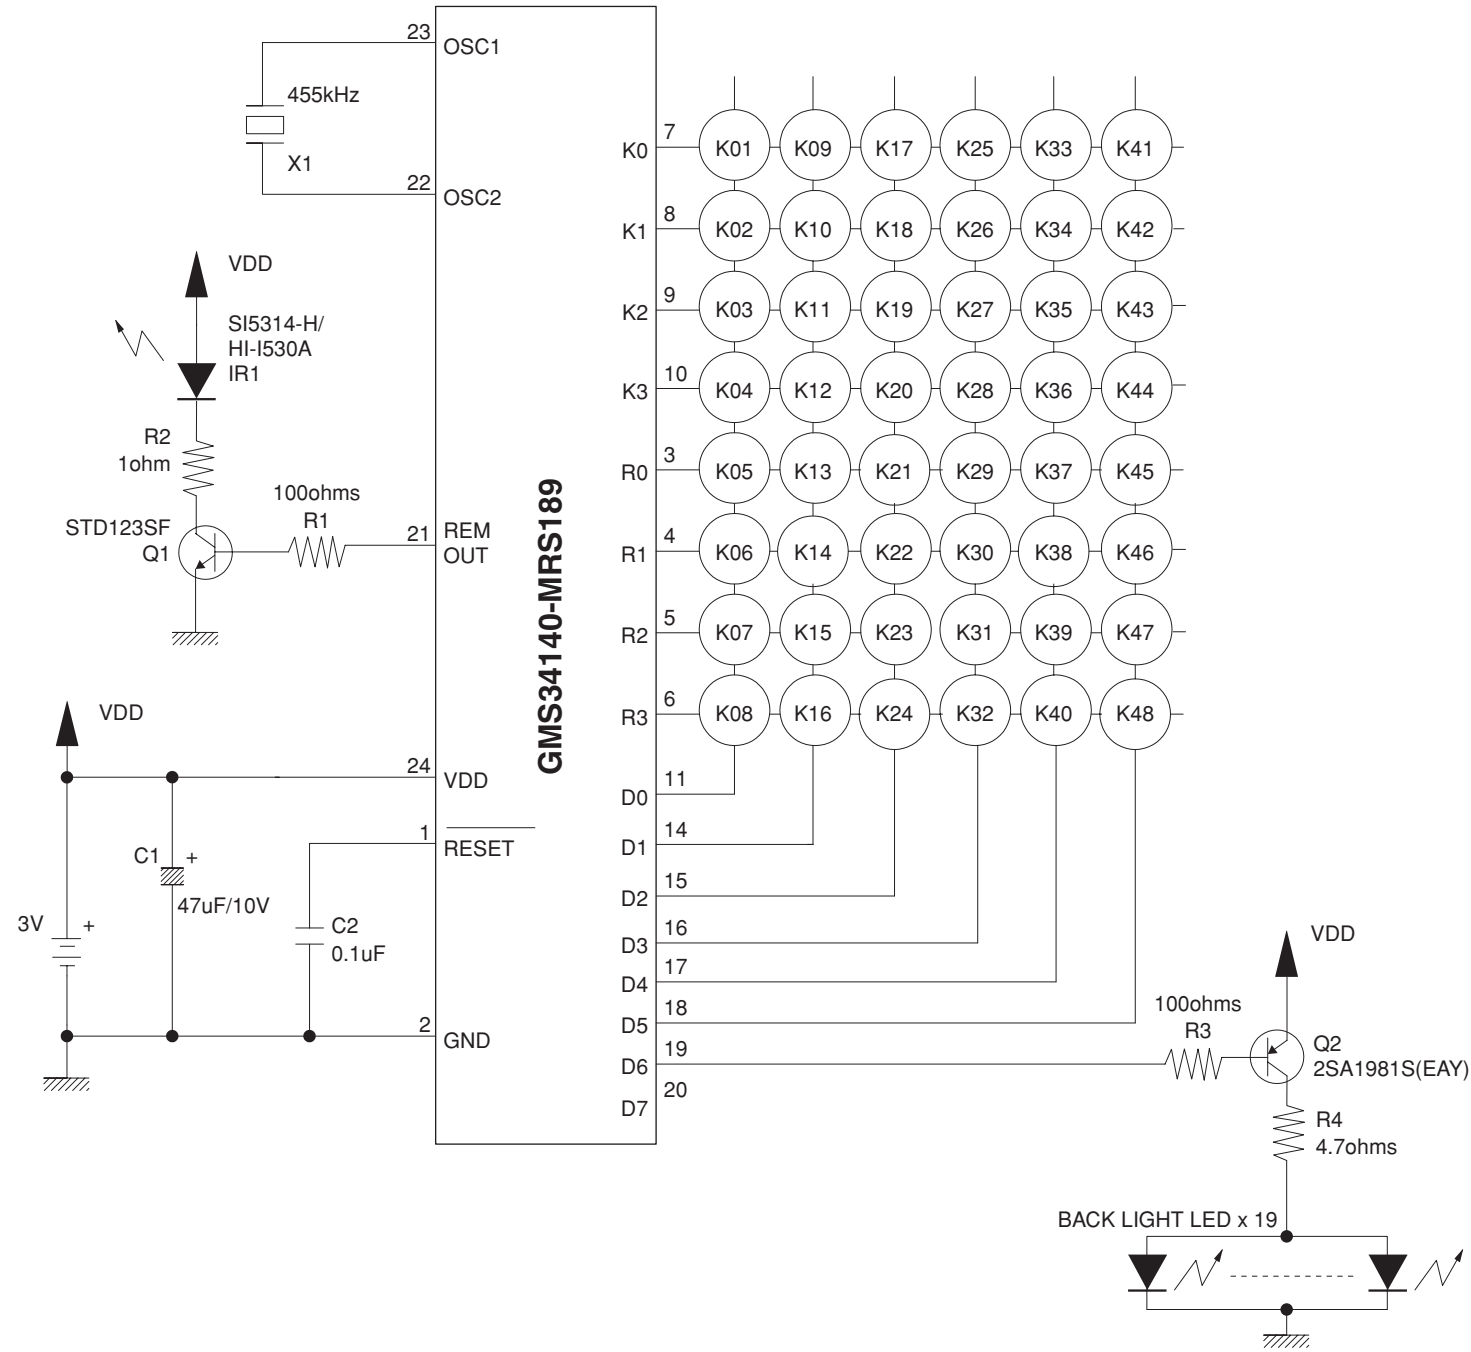 23
OSC1
455kHz
X1
22
OSC2
VDD
SI5314-H/
HI-I530A
IR1
R2
1ohm
100ohms
R1
STD123SF
Q1
21
REM
OUT
VDD
24
VDD
1
RESET
C1
+
47uF/10V
3V
+
C2
0.1uF
2
GND
GMS34140-MRS189
K0 7 K01 K09 K17 K25 K33 K41
K1 8 K02 K10 K18 K26 K34 K42
K2 9 K03 K11 K19 K27 K35 K43
K3 10 K04 K12 K20 K28 K36 K44
R0 3 K05 K13 K21 K29 K37 K45
R1 4 K06 K14 K22 K30 K38 K46
R2 5 K07 K15 K23 K31 K39 K47
R3 6 K08 K16 K24 K32 K40 K48
D0 11
D1 14
D2 15
D3 16
D4 17
D5 18
D6 19
D7 20
VDD
100ohms
R3
Q2
2SA1981S(EAY)
R4
4.7ohms
BACK LIGHT LED x 19